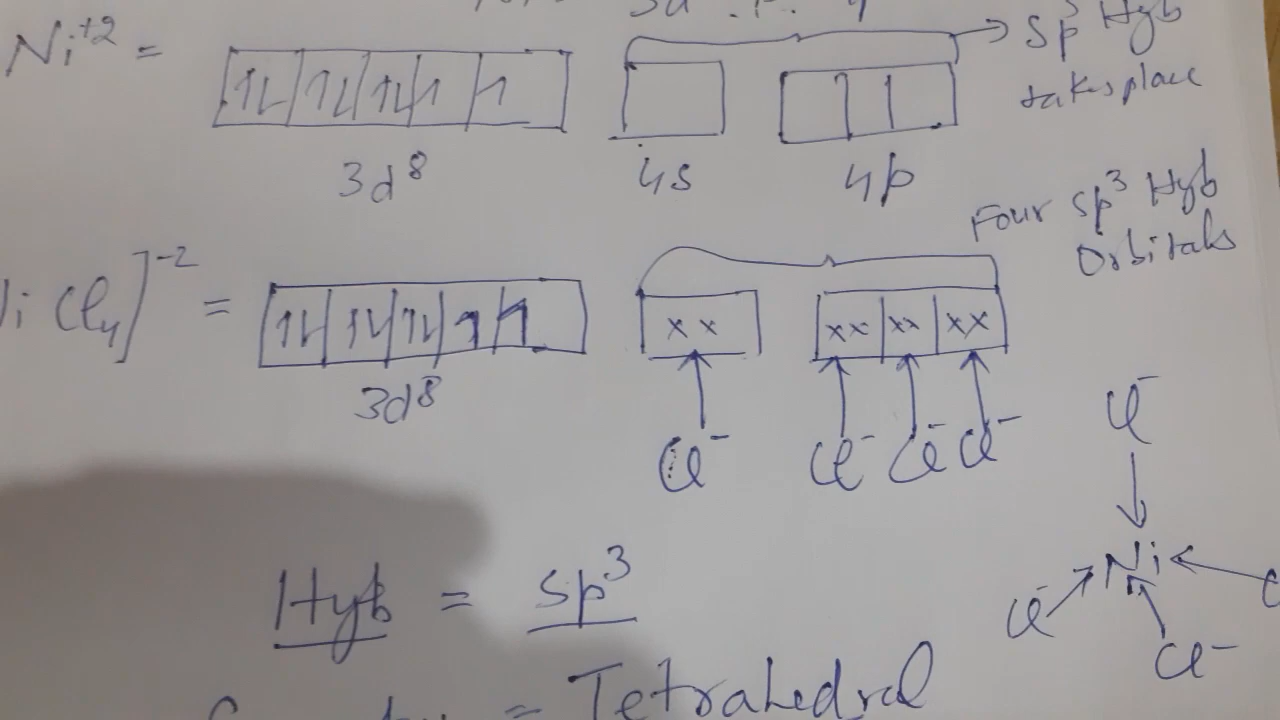 Ni+2 =
3d8 4s 4p
Sp3 Hyb
takes place
Four sp3 Hyb
Orbitals
Cl4]-2 =
xx xx xx xx
3d8
Cl- Cl- Cl- Cl-
Cl-
Ni
Cl-
Cl-
Hyb = Sp3
= Tetrahedral